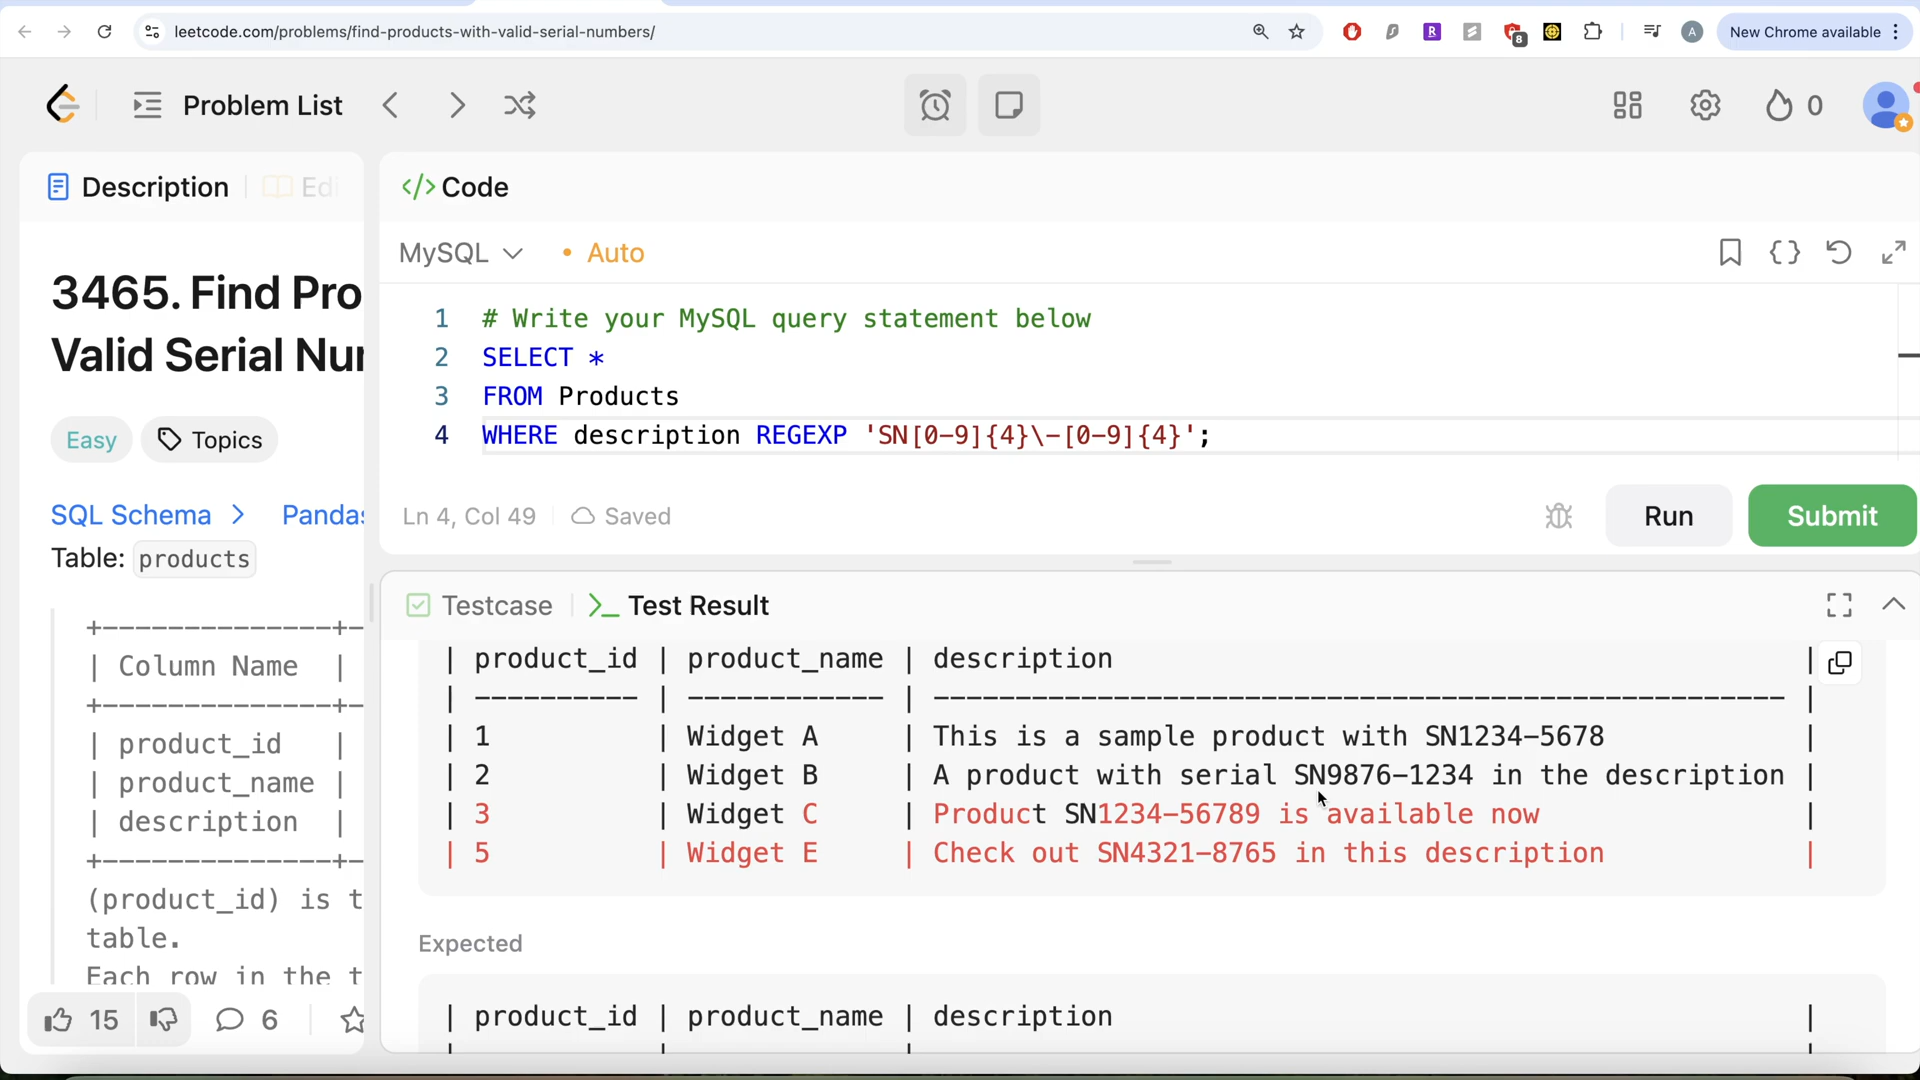 leetcode.com/problems/find-products-with-valid-serial-numbers/
8
A
New Chrome available
Problem List
0
Description
Edi
3465. Find Pro
Valid Serial Nur
Easy
Topics
SQL Schema
Pandas
Table: products
+--------------+-
| Column Name |
+--------------+-
| product_id |
| product_name |
| description |
+--------------+-
(product_id) is t
table.
Each row in the t
15
6
</> Code
MySQL
• Auto
1 # Write your MySQL query statement below
2 SELECT *
3 FROM Products
4 WHERE description REGEXP 'SN[0-9]{4}\-[0-9]{4}';
Ln 4, Col 49
Saved
Run
Submit
Testcase
>_ Test Result
| product_id | product_name | description |
| ---------- | ------------ | ---------------------------------------------------- |
| 1 | Widget A | This is a sample product with SN1234-5678 |
| 2 | Widget B | A product with serial SN9876-1234 in the description |
| 3 | Widget C | Product SN1234-56789 is available now |
| 5 | Widget E | Check out SN4321-8765 in this description |
Expected
| product_id | product_name | description |